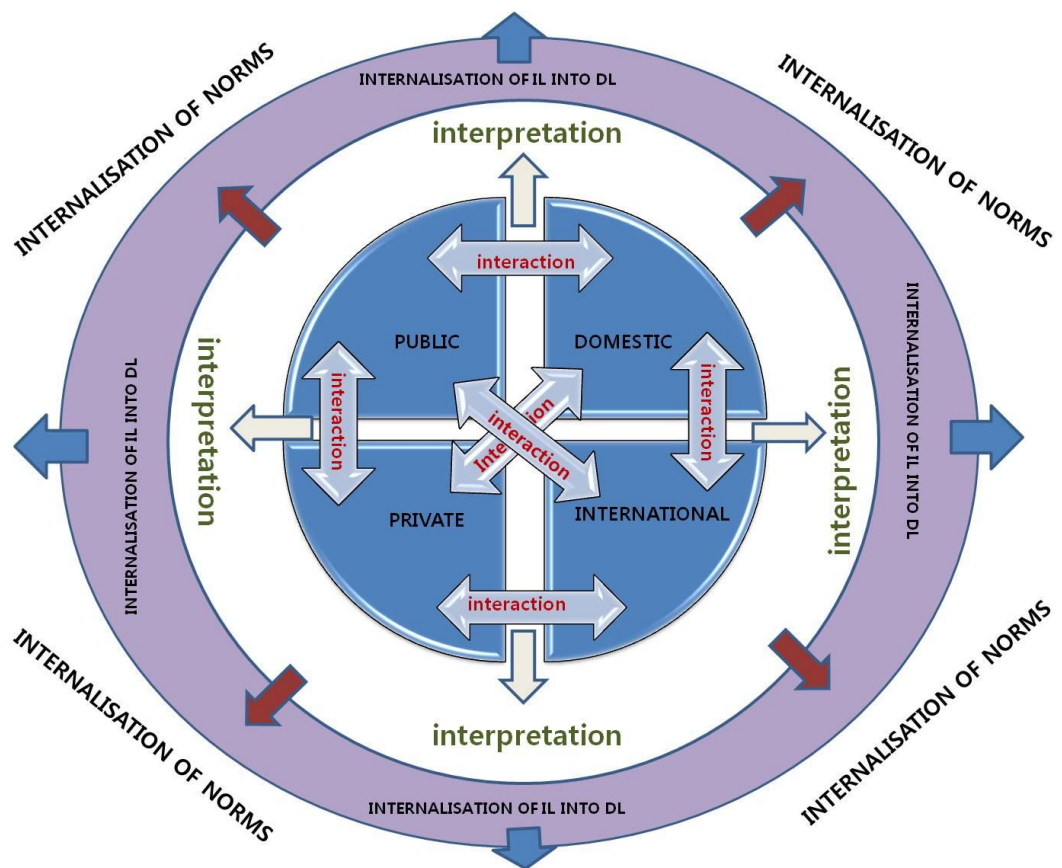 INTERNALISATION OF NORMS
INTERNALISATION OF IL INTO DL
INTERNALISATION OF NORMS
interpretation
interaction
PUBLIC
DOMESTIC
interaction
interaction
interpretation
INTERNALISATION OF IL INTO DL
Interaction
interaction
interpretation
INTERNALISATION OF IL INTO DL
PRIVATE
INTERNATIONAL
interaction
interpretation
INTERNALISATION OF IL INTO DL
INTERNALISATION OF NORMS
INTERNALISATION OF NORMS